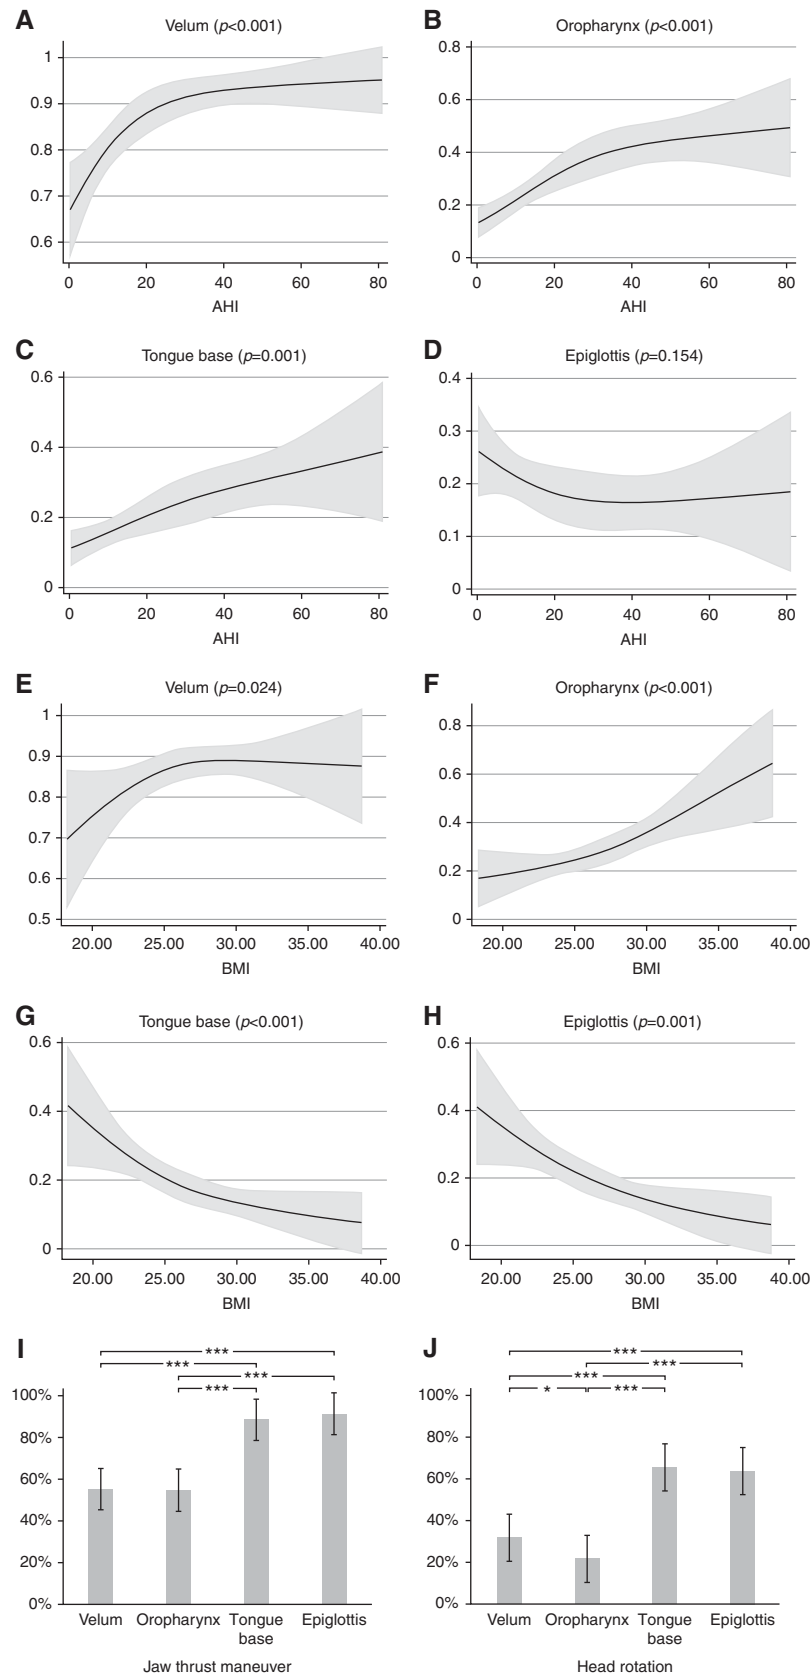 A
Velum (p<0.001)
1
0.9
0.8
0.7
0.6
0 20 40 60 80
AHI
B
Oropharynx (p<0.001)
0.8
0.6
0.4
0.2
0
0 20 40 60 80
AHI
C
Tongue base (p=0.001)
0.6
0.4
0.2
0
0 20 40 60 80
AHI
D
Epiglottis (p=0.154)
0.4
0.3
0.2
0.1
0
0 20 40 60 80
AHI
E
Velum (p=0.024)
1
0.9
0.8
0.7
0.6
0.5
20.00 25.00 30.00 35.00 40.00
BMI
F
Oropharynx (p<0.001)
0.8
0.6
0.4
0.2
0
20.00 25.00 30.00 35.00 40.00
BMI
G
Tongue base (p<0.001)
0.6
0.4
0.2
0
20.00 25.00 30.00 35.00 40.00
BMI
H
Epiglottis (p=0.001)
0.6
0.4
0.2
0
20.00 25.00 30.00 35.00 40.00
BMI
I
***
***
***
***
100%
80%
60%
40%
20%
0%
Velum Oropharynx Tongue Epiglottis
base
Jaw thrust maneuver
J
***
***
***
* ***
100%
80%
60%
40%
20%
0%
Velum Oropharynx Tongue Epiglottis
base
Head rotation